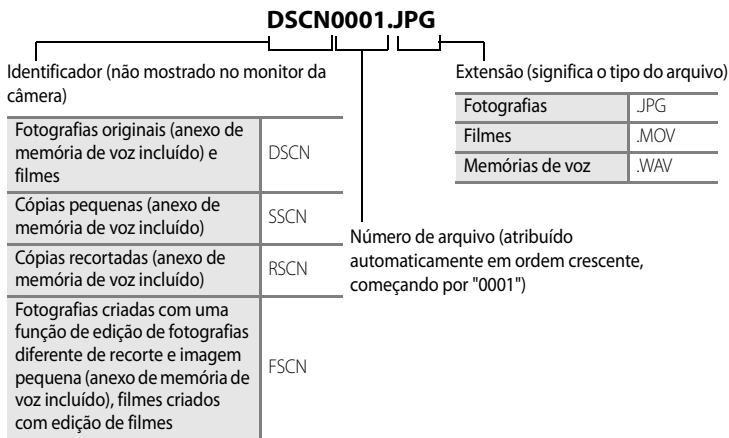 DSCN0001.JPG
Identificador (não mostrado no monitor da
câmera)
Fotografias originais (anexo de
memória de voz incluído) e
filmes
DSCN
Cópias pequenas (anexo de
memória de voz incluído)
SSCN
Cópias recortadas (anexo de
memória de voz incluído)
RSCN
Fotografias criadas com uma
função de edição de fotografias
diferente de recorte e imagem
pequena (anexo de memória de
voz incluído), filmes criados
com edição de filmes
FSCN
Número de arquivo (atribuído
automaticamente em ordem crescente,
começando por "0001")
Extensão (significa o tipo do arquivo)
Fotografias .JPG
Filmes .MOV
Memórias de voz .WAV